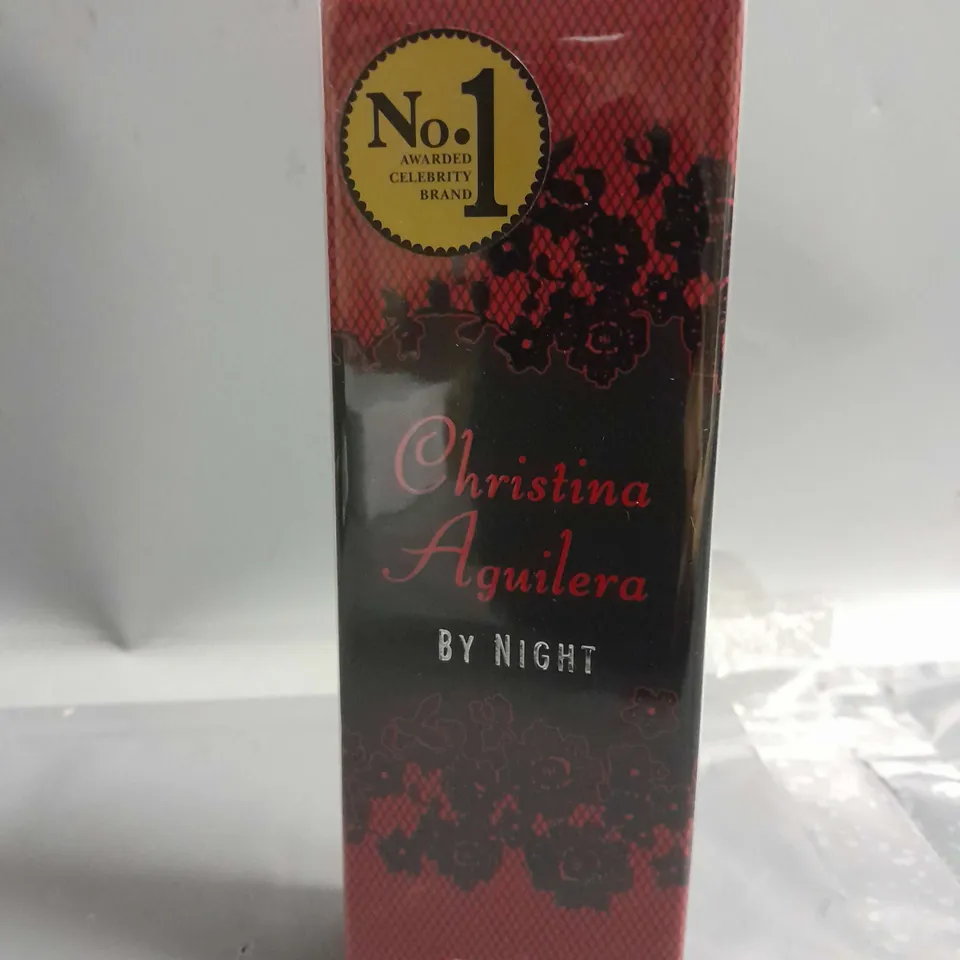 No.1
AWARDED
CELEBRITY
BRAND
Christina
Aguilera
BY NIGHT